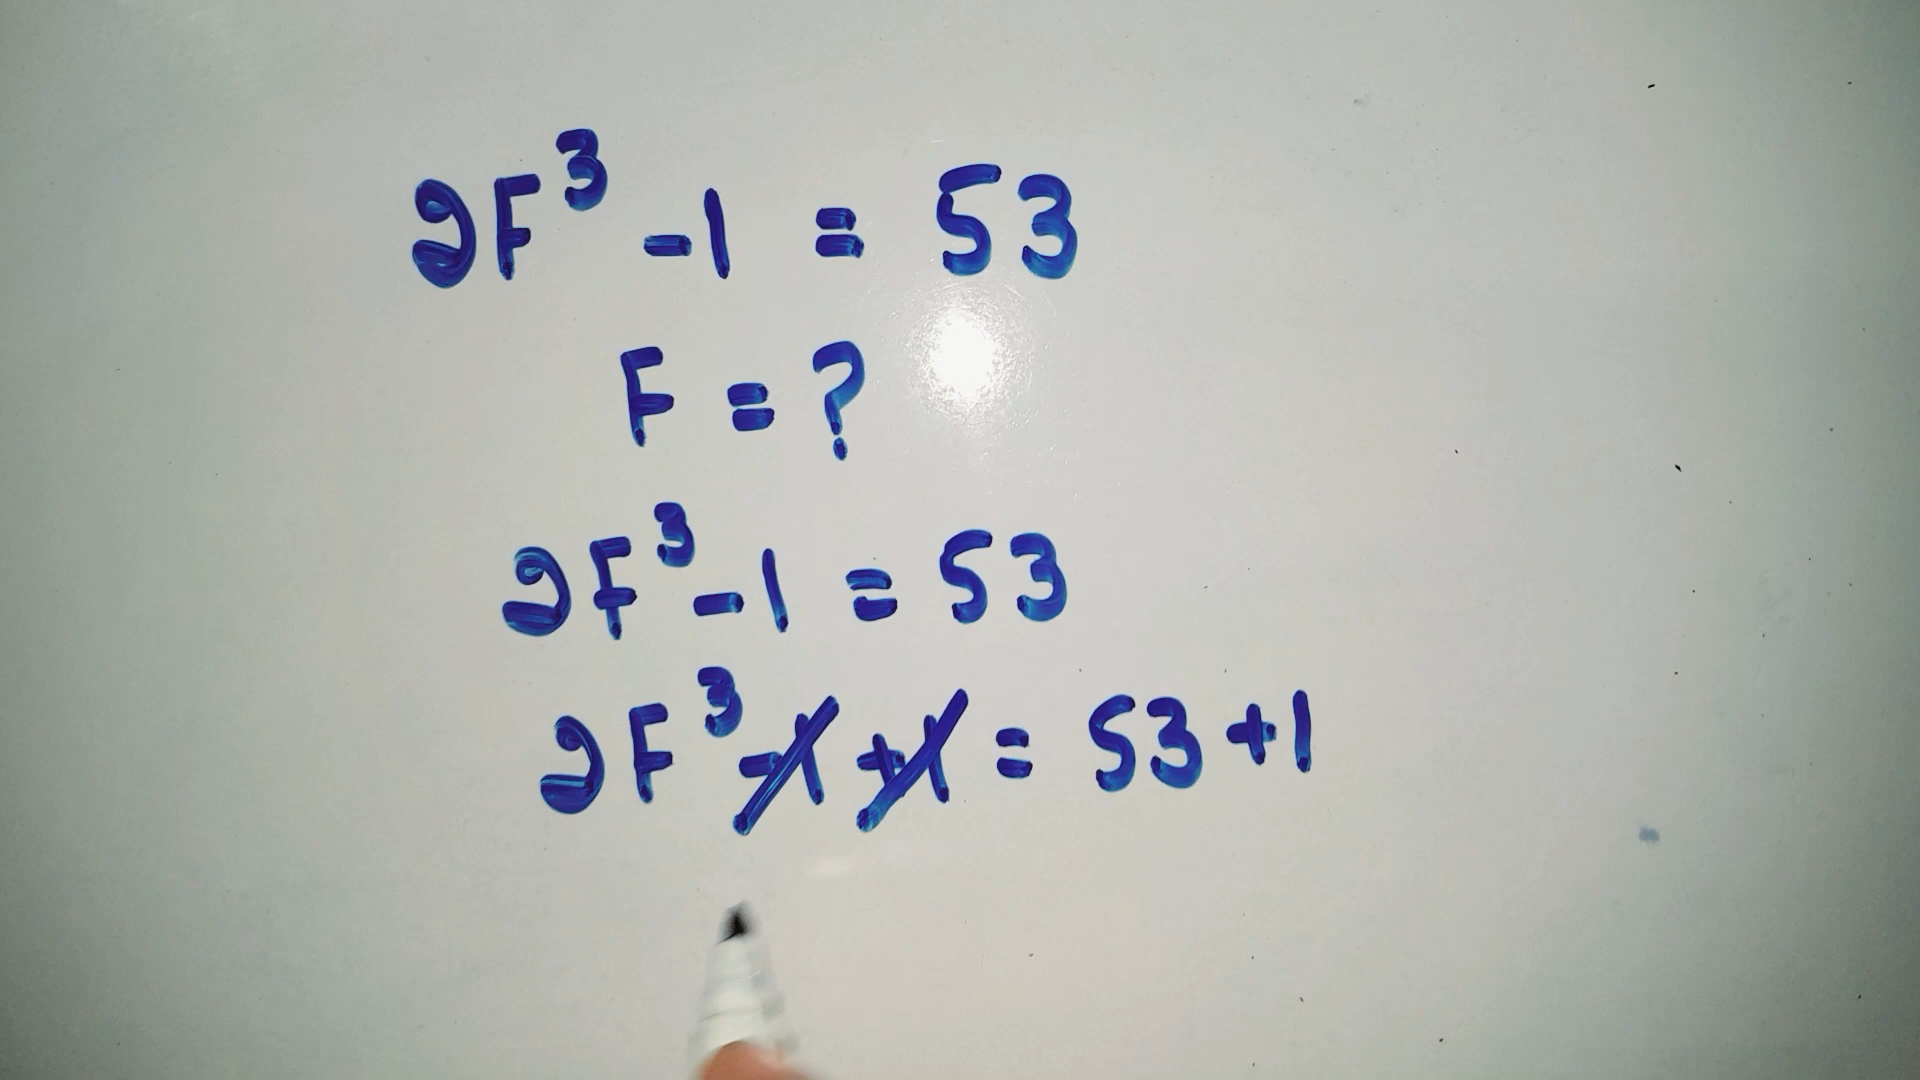 2F³ - 1 = 53
F = ?
2F³ - 1 = 53
2F³ - 1 + 1 = 53 + 1